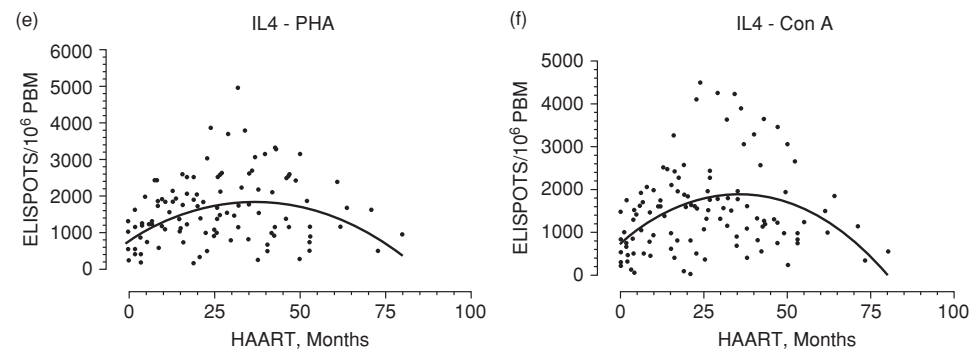 (e)
IL4 - PHA
ELISPOTS/10⁶ PBM
6000
5000
4000
3000
2000
1000
0
0 25 50 75 100
HAART, Months
(f)
IL4 - Con A
ELISPOTS/10⁶ PBM
5000
4000
3000
2000
1000
0
0 25 50 75 100
HAART, Months